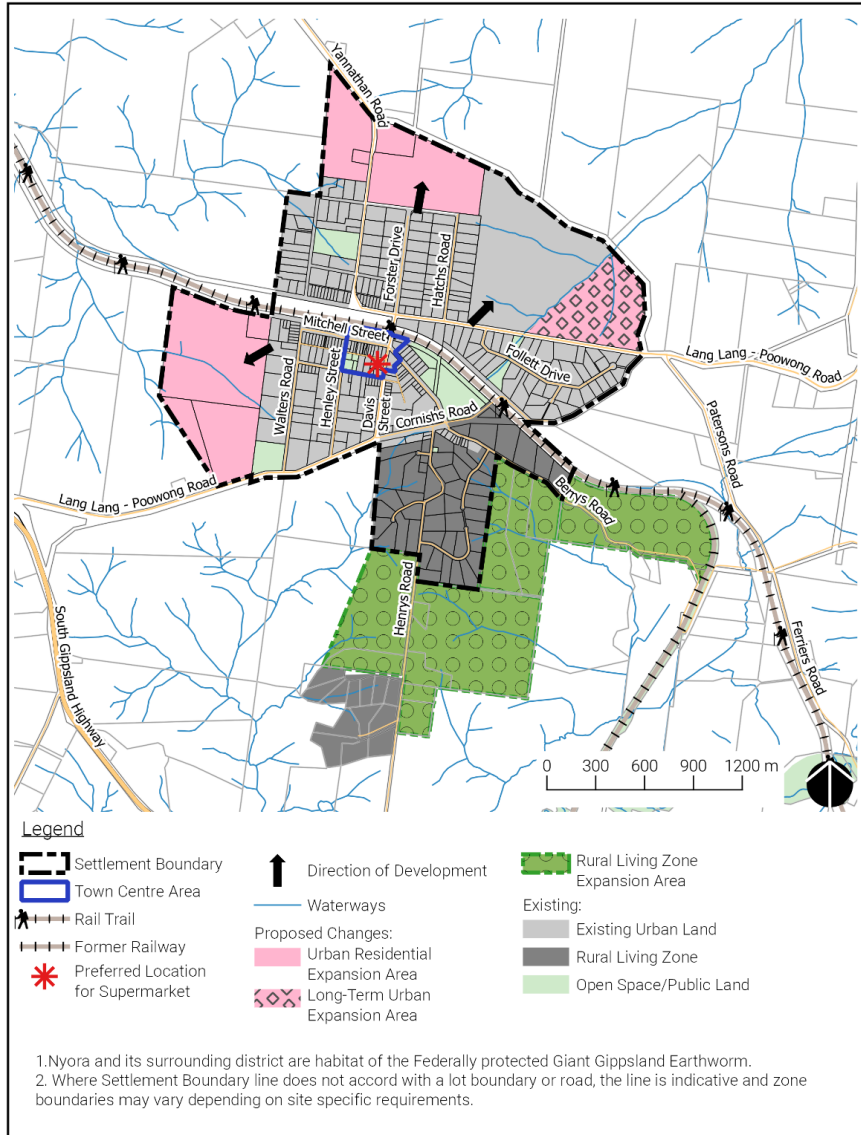 Yannathan Road
Forster Drive
Hatchs Road
Mitchell Street
Follett Drive
Lang Lang - Poowong Road
Walters Road
Henley Street
Davis
Street
Cornishs Road
Patersons Road
Lang Lang - Poowong Road
Berrys Road
Henrys Road
South Gippsland Highway
Ferriers Road
0 300 600 900 1200 m
Legend
Settlement Boundary
Town Centre Area
Rail Trail
Former Railway
Preferred Location
for Supermarket
Direction of Development
Waterways
Proposed Changes:
Urban Residential
Expansion Area
Long-Term Urban
Expansion Area
Rural Living Zone
Expansion Area
Existing:
Existing Urban Land
Rural Living Zone
Open Space/Public Land
1.Nyora and its surrounding district are habitat of the Federally protected Giant Gippsland Earthworm.
2. Where Settlement Boundary line does not accord with a lot boundary or road, the line is indicative and zone
boundaries may vary depending on site specific requirements.